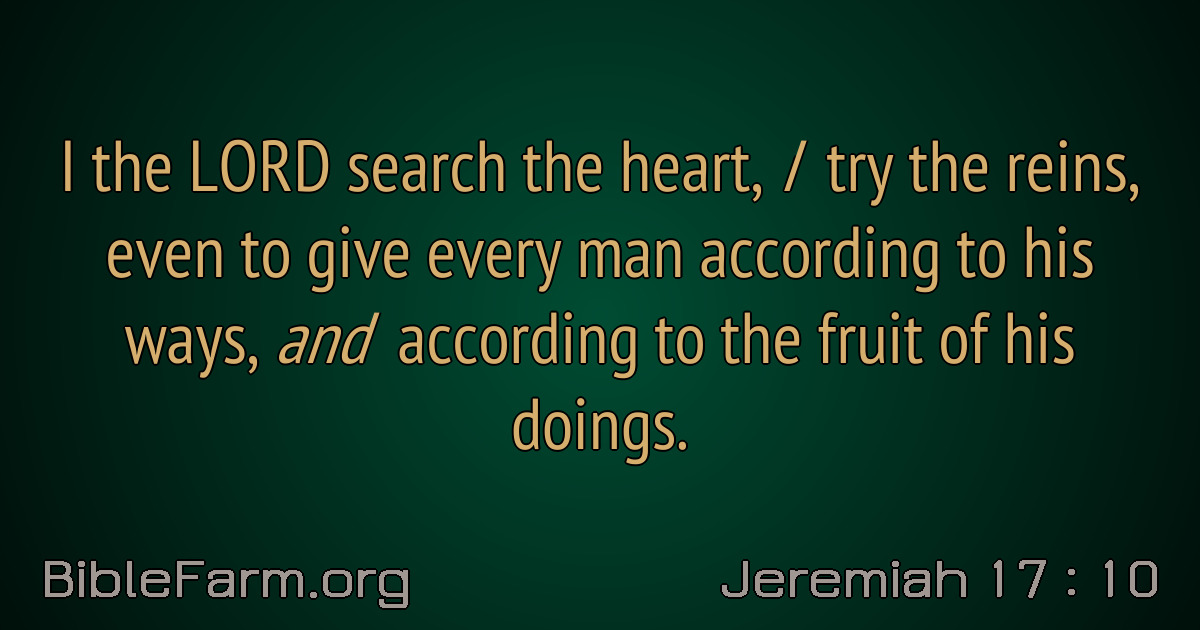 I the LORD search the heart, / try the reins,
even to give every man according to his
ways, and according to the fruit of his
doings.
BibleFarm.org
Jeremiah 17 : 10